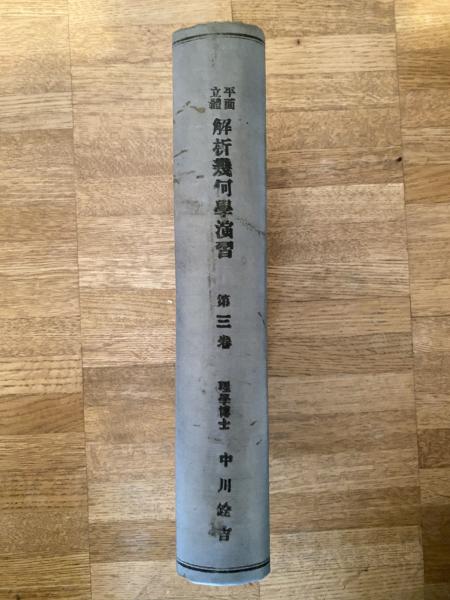 平面
立體
解析幾何學演習
第三卷
理學博士
中川銓吉